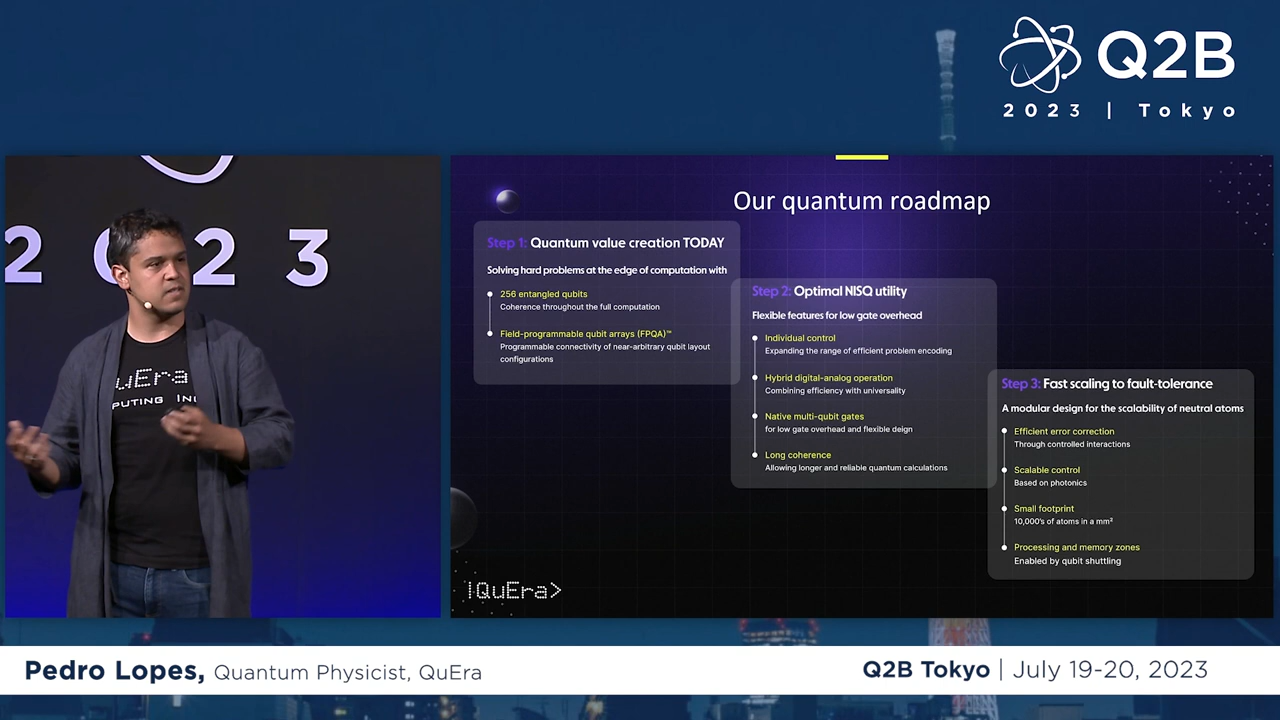 Q2B
2023 | Tokyo
2 0 2 3
uEra
PUTING IN
Our quantum roadmap
Step 1: Quantum value creation TODAY
Solving hard problems at the edge of computation with
256 entangled qubits
Coherence throughout the full computation
Field-programmable qubit arrays (FPQA)™
Programmable connectivity of near-arbitrary qubit layout
configurations
Step 2: Optimal NISQ utility
Flexible features for low gate overhead
Individual control
Expanding the range of efficient problem encoding
Hybrid digital-analog operation
Combining efficiency with universality
Native multi-qubit gates
for low gate overhead and flexible deign
Long coherence
Allowing longer and reliable quantum calculations
Step 3: Fast scaling to fault-tolerance
A modular design for the scalability of neutral atoms
Efficient error correction
Through controlled interactions
Scalable control
Based on photonics
Small footprint
10,000's of atoms in a mm²
Processing and memory zones
Enabled by qubit shuttling
|QuEra>
Pedro Lopes, Quantum Physicist, QuEra
Q2B Tokyo | July 19-20, 2023